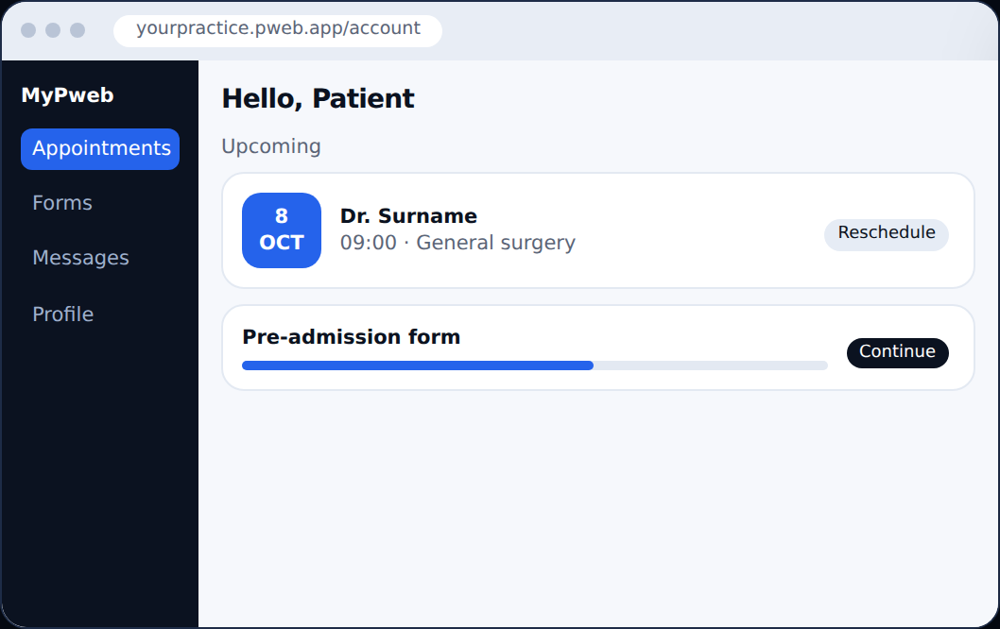 yourpractice.pweb.app/account
MyPweb
Appointments
Forms
Messages
Profile
Hello, Patient
Upcoming
8
OCT
Dr. Surname
09:00 · General surgery
Reschedule
Pre-admission form
Continue